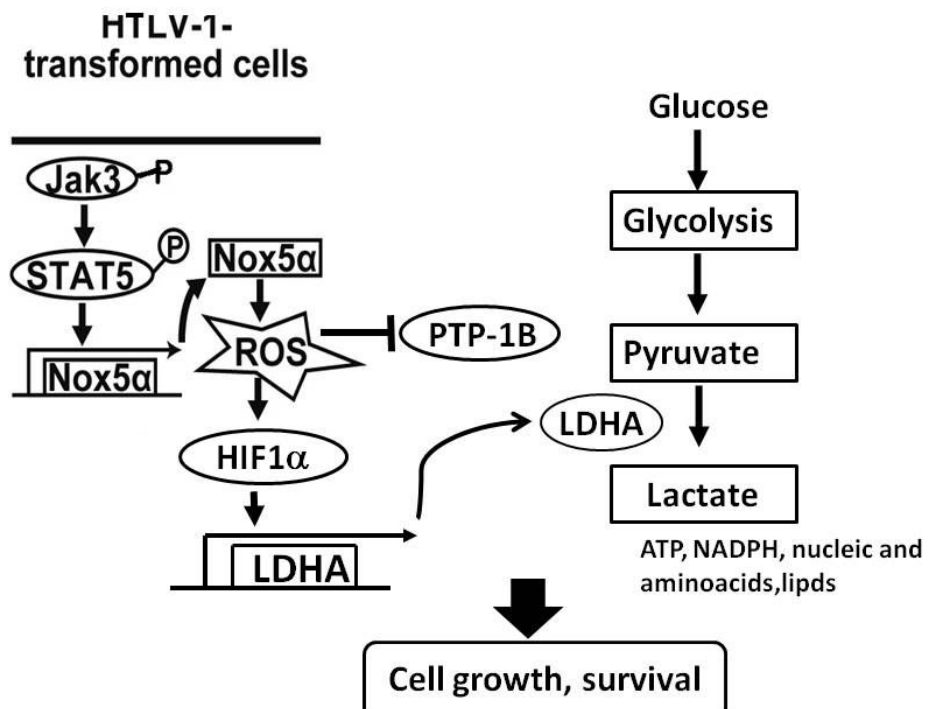 HTLV-1-
transformed cells
Jak3
P
STAT5
P
Nox5α
Nox5α
ROS
PTP-1B
HIF1α
LDHA
LDHA
Glucose
Glycolysis
Pyruvate
Lactate
ATP, NADPH, nucleic and
aminoacids,lipds
Cell growth, survival